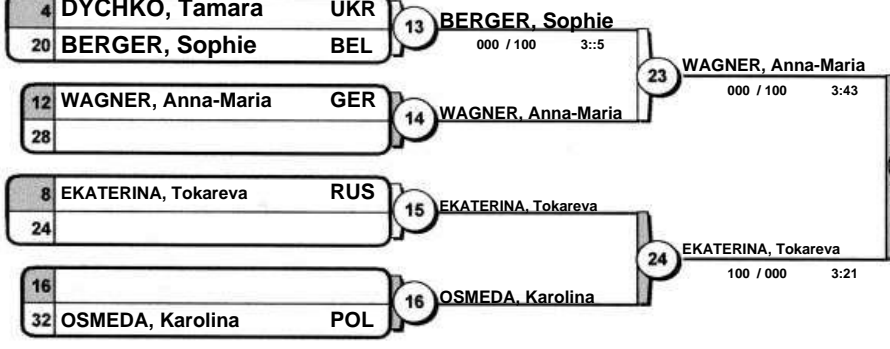 4 DYCHKO, Tamara UKR
20 BERGER, Sophie BEL
13
BERGER, Sophie
000 / 100 3::5
12 WAGNER, Anna-Maria GER
28
14
WAGNER, Anna-Maria
23
WAGNER, Anna-Maria
000 / 100 3:43
8 EKATERINA, Tokareva RUS
24
15
EKATERINA, Tokareva
16
32 OSMEDA, Karolina POL
16
OSMEDA, Karolina
24
EKATERINA, Tokareva
100 / 000 3:21